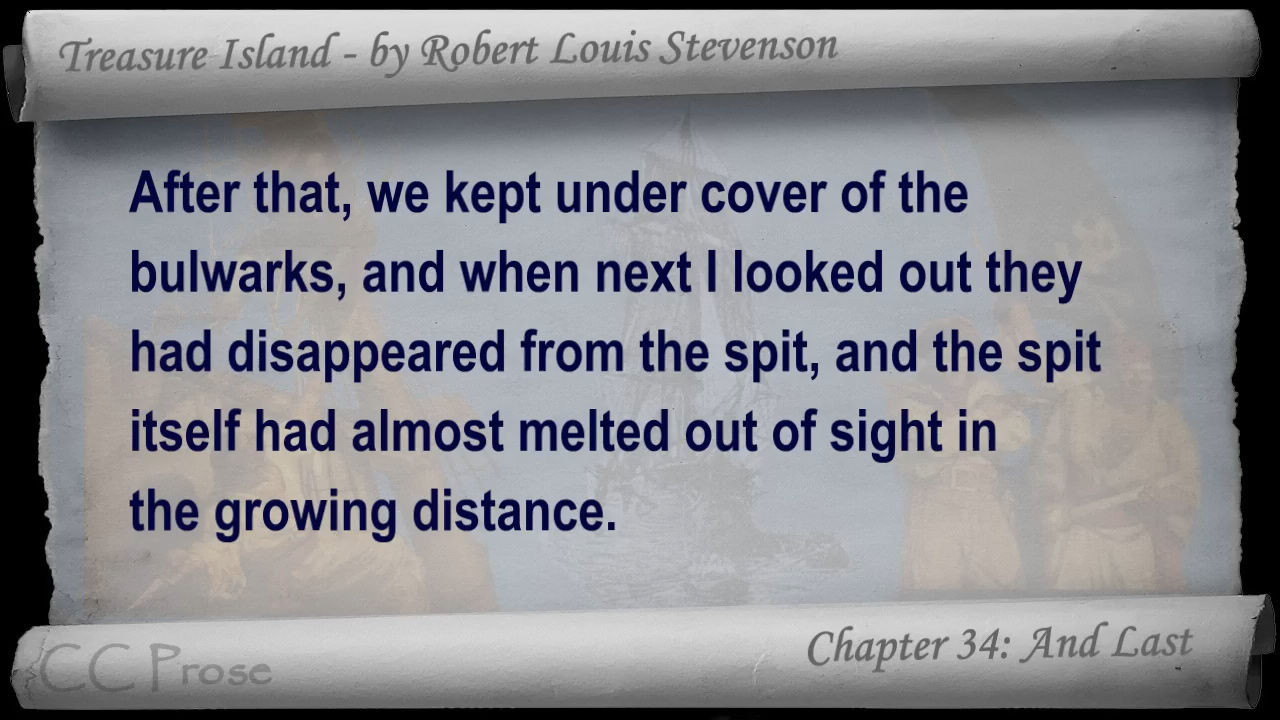 Treasure Island - by Robert Louis Stevenson
After that, we kept under cover of the
bulwarks, and when next I looked out they
had disappeared from the spit, and the spit
itself had almost melted out of sight in
the growing distance.
Chapter 34: And Last
CC Prose